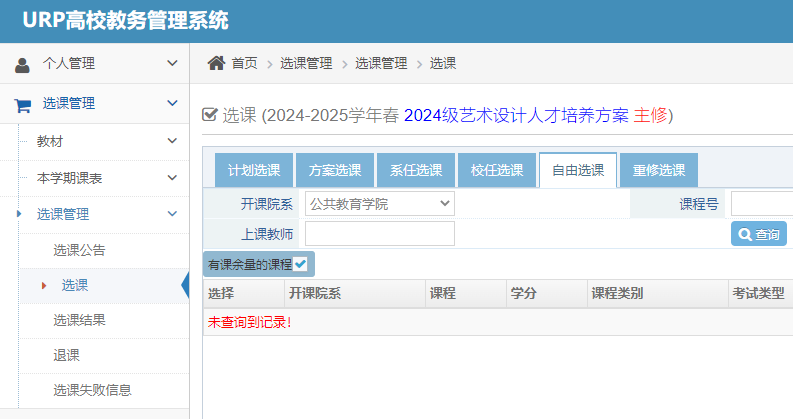 URP高校教务管理系统
个人管理
选课管理
教材
本学期课表
选课管理
选课公告
选课
选课结果
退课
选课失败信息
首页 选课管理 选课管理 选课
选课 (2024-2025学年春 2024级艺术设计人才培养方案 主修)
计划选课 方案选课 系任选课 校任选课 自由选课 重修选课
开课院系 公共教育学院 课程号
上课教师 查询
有课余量的课程
选择 开课院系 课程 学分 课程类别 考试类型
未查询到记录!